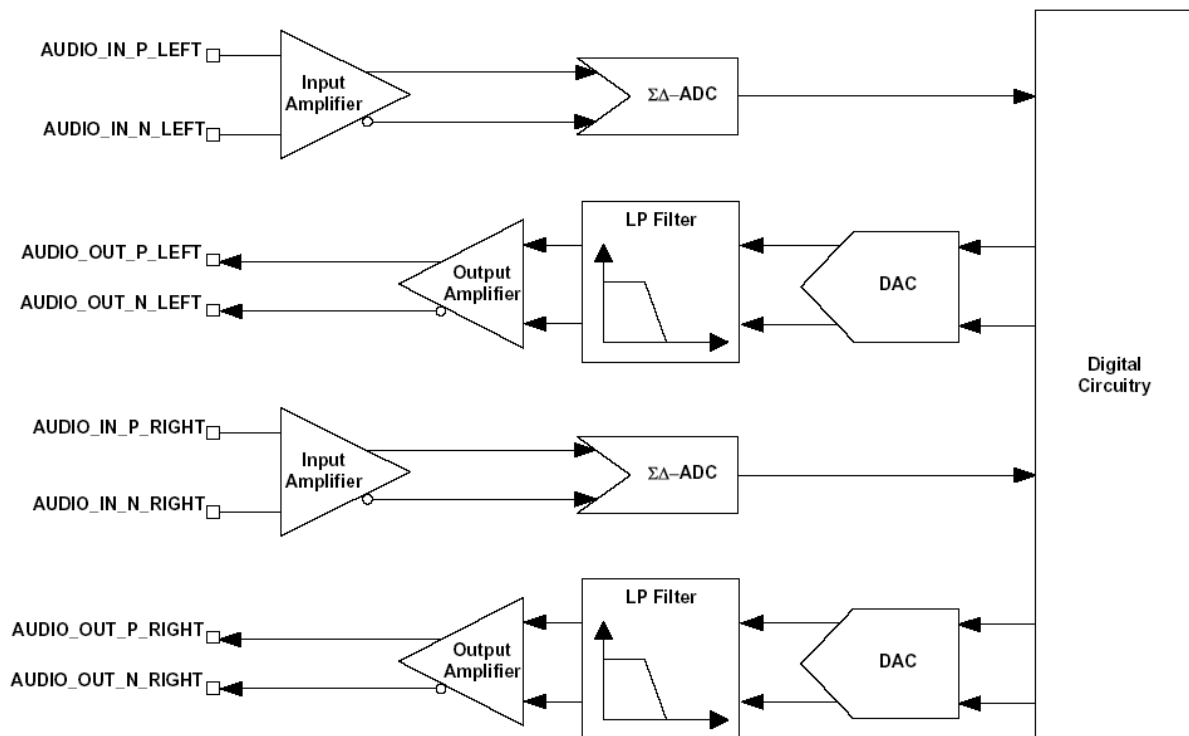 AUDIO_IN_P_LEFT
Input
Amplifier
ΣΔ–ADC
AUDIO_IN_N_LEFT
LP Filter
AUDIO_OUT_P_LEFT
Output
Amplifier
DAC
AUDIO_OUT_N_LEFT
Digital
Circuitry
AUDIO_IN_P_RIGHT
Input
Amplifier
ΣΔ–ADC
AUDIO_IN_N_RIGHT
LP Filter
AUDIO_OUT_P_RIGHT
Output
Amplifier
DAC
AUDIO_OUT_N_RIGHT